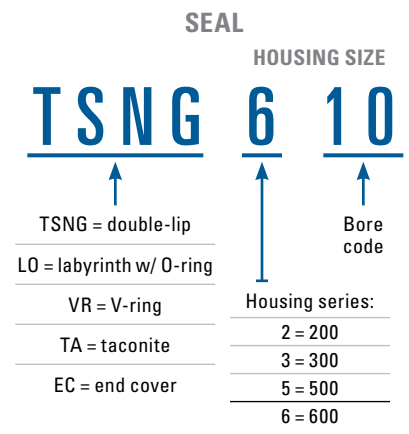 SEAL
HOUSING SIZE
TSNG 6 10
TSNG = double-lip
LO = labyrinth w/ O-ring
VR = V-ring
TA = taconite
EC = end cover
Bore
code
Housing series:
2 = 200
3 = 300
5 = 500
6 = 600